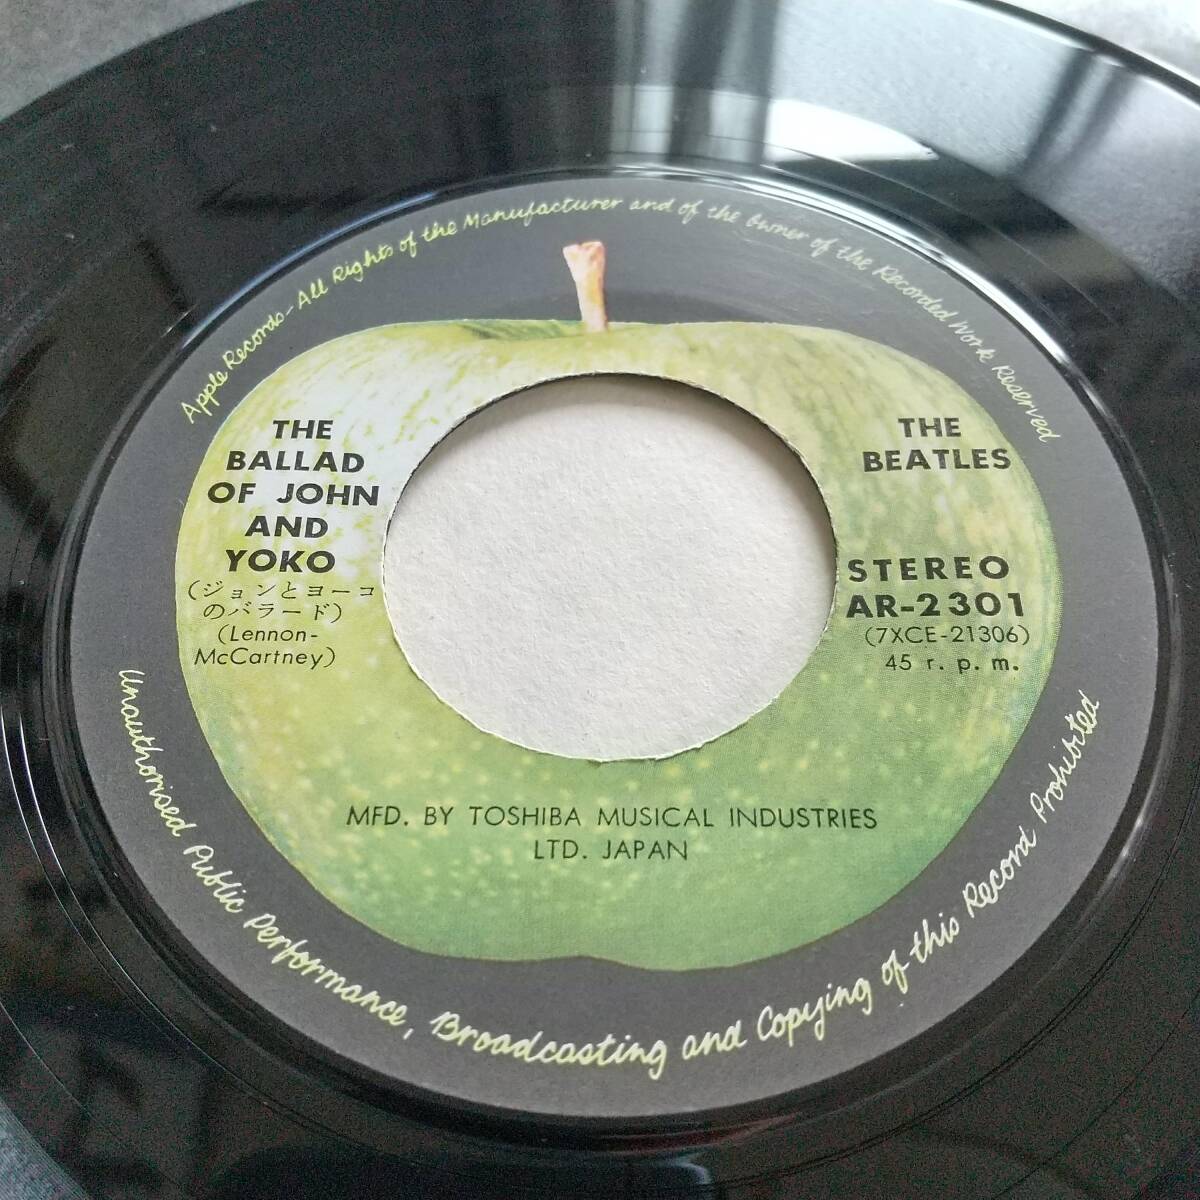 Apple Records-All Rights of the Manufacturer and of the Owner of the Recorded Work Reserved
THE
BALLAD
OF JOHN
AND
YOKO
(ジョンとヨーコ
のバラード)
(Lennon-
McCartney)
THE
BEATLES
STEREO
AR-2301
(7XCE-21306)
45 r. p. m.
MFD. BY TOSHIBA MUSICAL INDUSTRIES
LTD. JAPAN
Unauthorised Public Performance, Broadcasting and Copying of this Record Prohibited